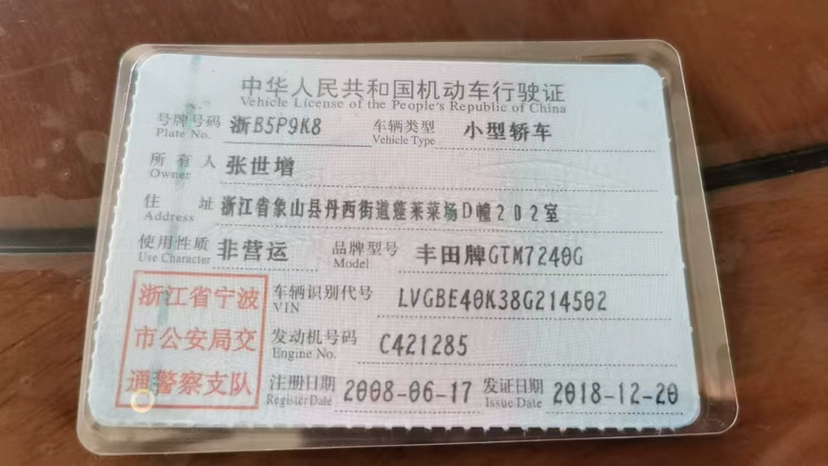 中华人民共和国机动车行驶证
Vehicle License of the People's Republic of China
号牌号码 浙B5P9K8 车辆类型 小型轿车
Plate No. Vehicle Type
所有人 张世增
Owner
住址 浙江省象山县丹西街道蓬莱菜场D幢202室
Address
使用性质 非营运 品牌型号 丰田牌GTM7240G
Use Character Model
浙江省宁波
市公安局交
通警察支队
车辆识别代号 LVGBE40K38G214502
VIN
发动机号码 C421285
Engine No.
注册日期 2008-06-17 发证日期 2018-12-20
Register Date Issue Date